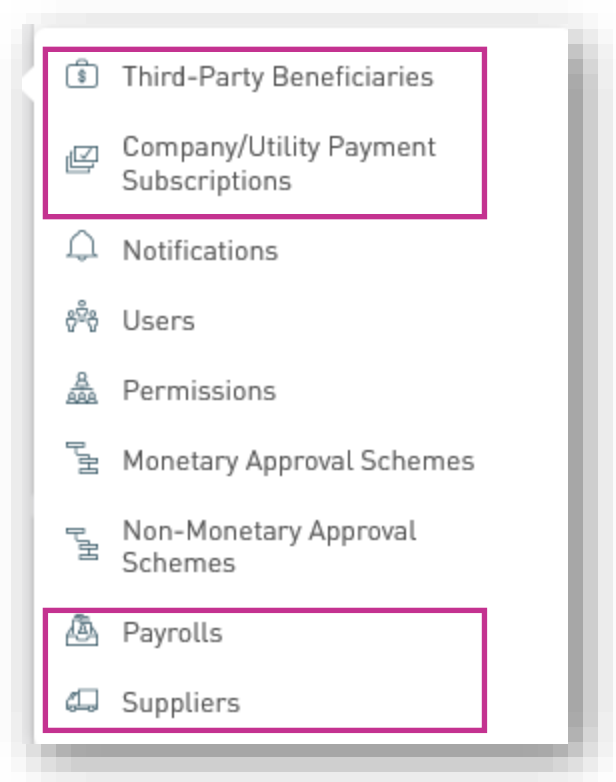 Third-Party Beneficiaries
Company/Utility Payment
Subscriptions
Notifications
Users
Permissions
Monetary Approval Schemes
Non-Monetary Approval
Schemes
Payrolls
Suppliers